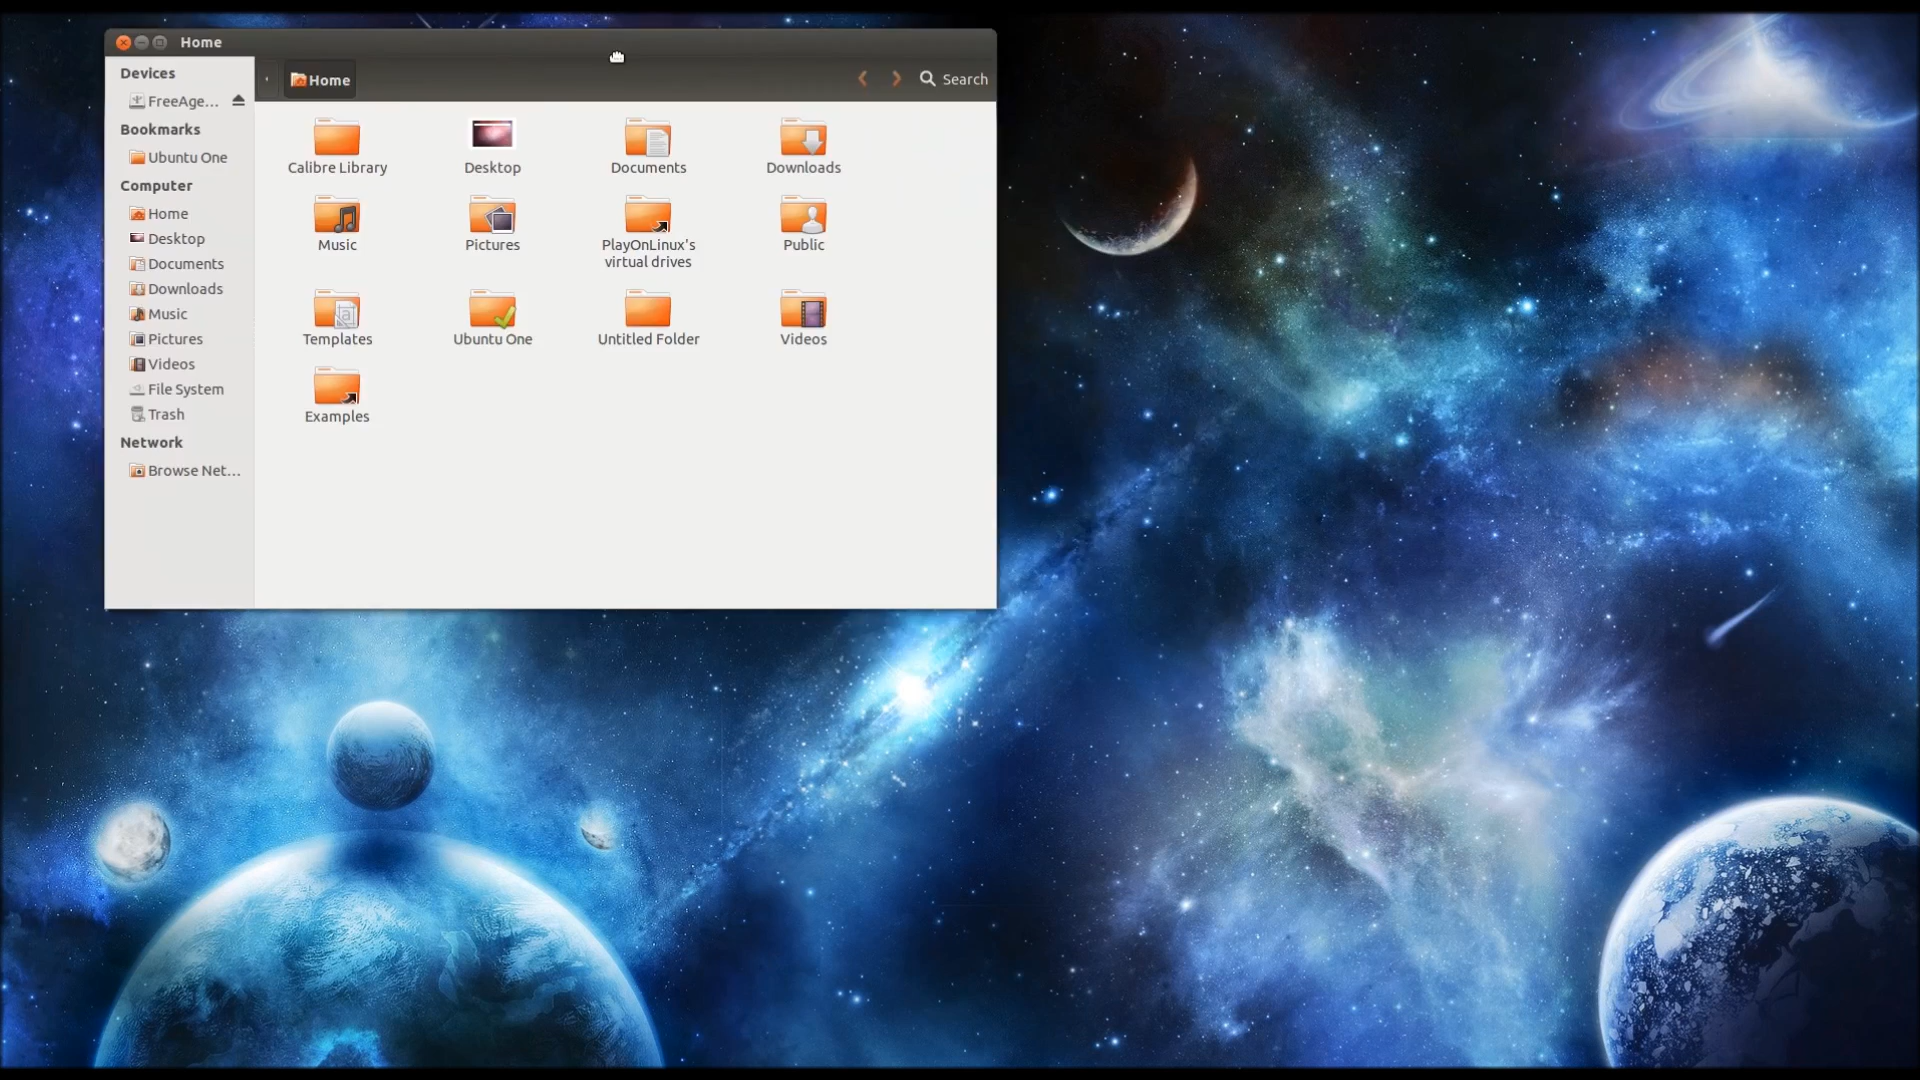 Home
Devices
FreeAge...
Bookmarks
Ubuntu One
Computer
Home
Desktop
Documents
Downloads
Music
Pictures
Videos
File System
Trash
Network
Browse Net...
Home
Search
Calibre Library
Desktop
Documents
Downloads
Music
Pictures
PlayOnLinux's
virtual drives
Public
Templates
Ubuntu One
Untitled Folder
Videos
Examples